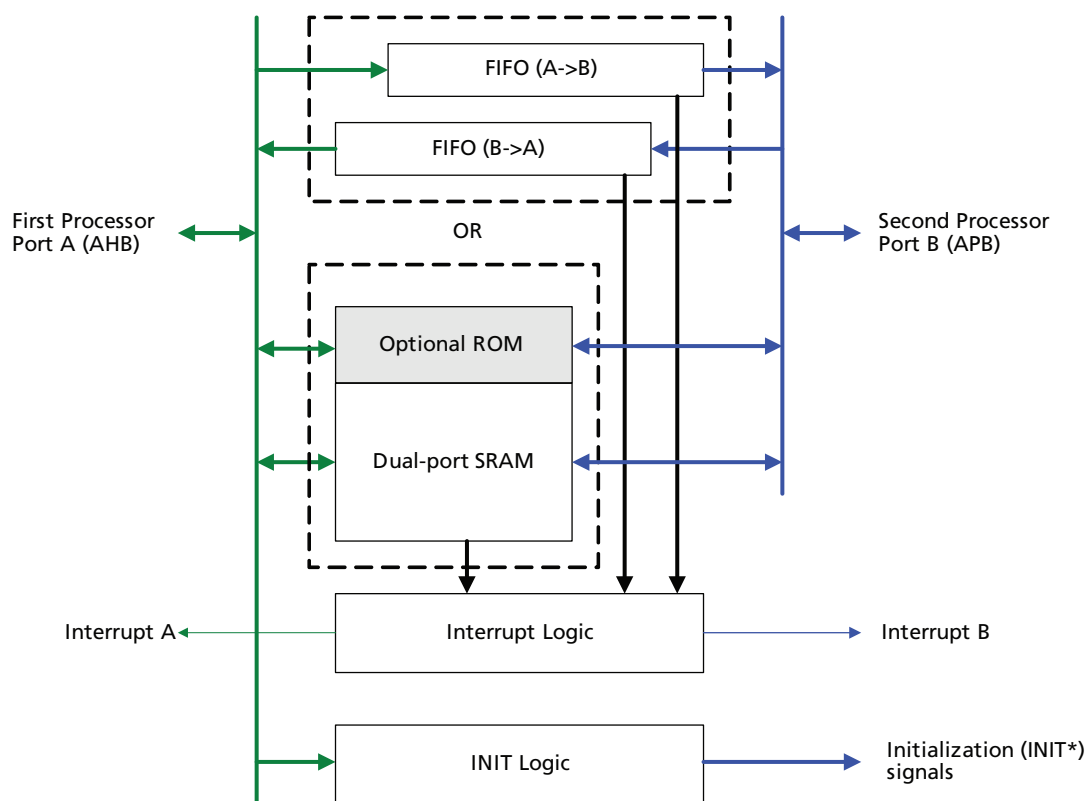 FIFO (A->B)
FIFO (B->A)
First Processor
Port A (AHB)
OR
Second Processor
Port B (APB)
Optional ROM
Dual-port SRAM
Interrupt A
Interrupt Logic
Interrupt B
INIT Logic
Initialization (INIT*)
signals